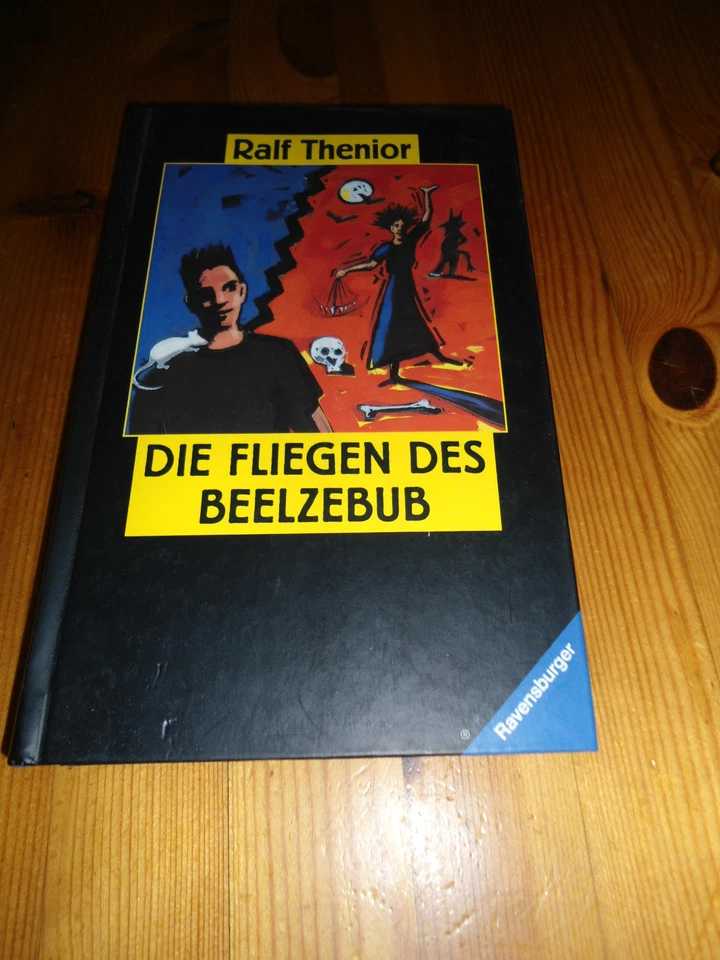 Ralf Thenior
DIE FLIEGEN DES
BEELZEBUB
Ravensburger
®